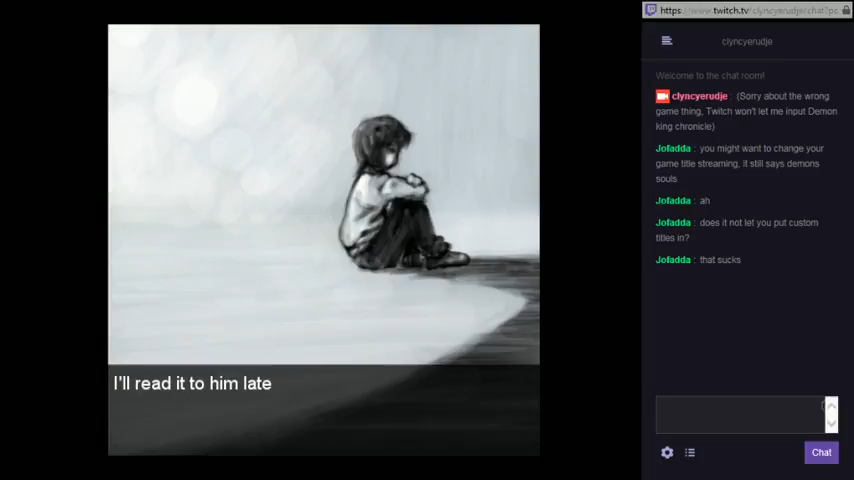 https://www.twitch.tv/clyncyerudje/chat?pc
clyncyerudje
Welcome to the chat room!
clyncyerudje : (Sorry about the wrong
game thing, Twitch won't let me input Demon
king chronicle)
Jofadda : you might want to change your
game title streaming, it still says demons
souls
Jofadda : ah
Jofadda : does it not let you put custom
titles in?
Jofadda : that sucks
I'll read it to him late
Chat